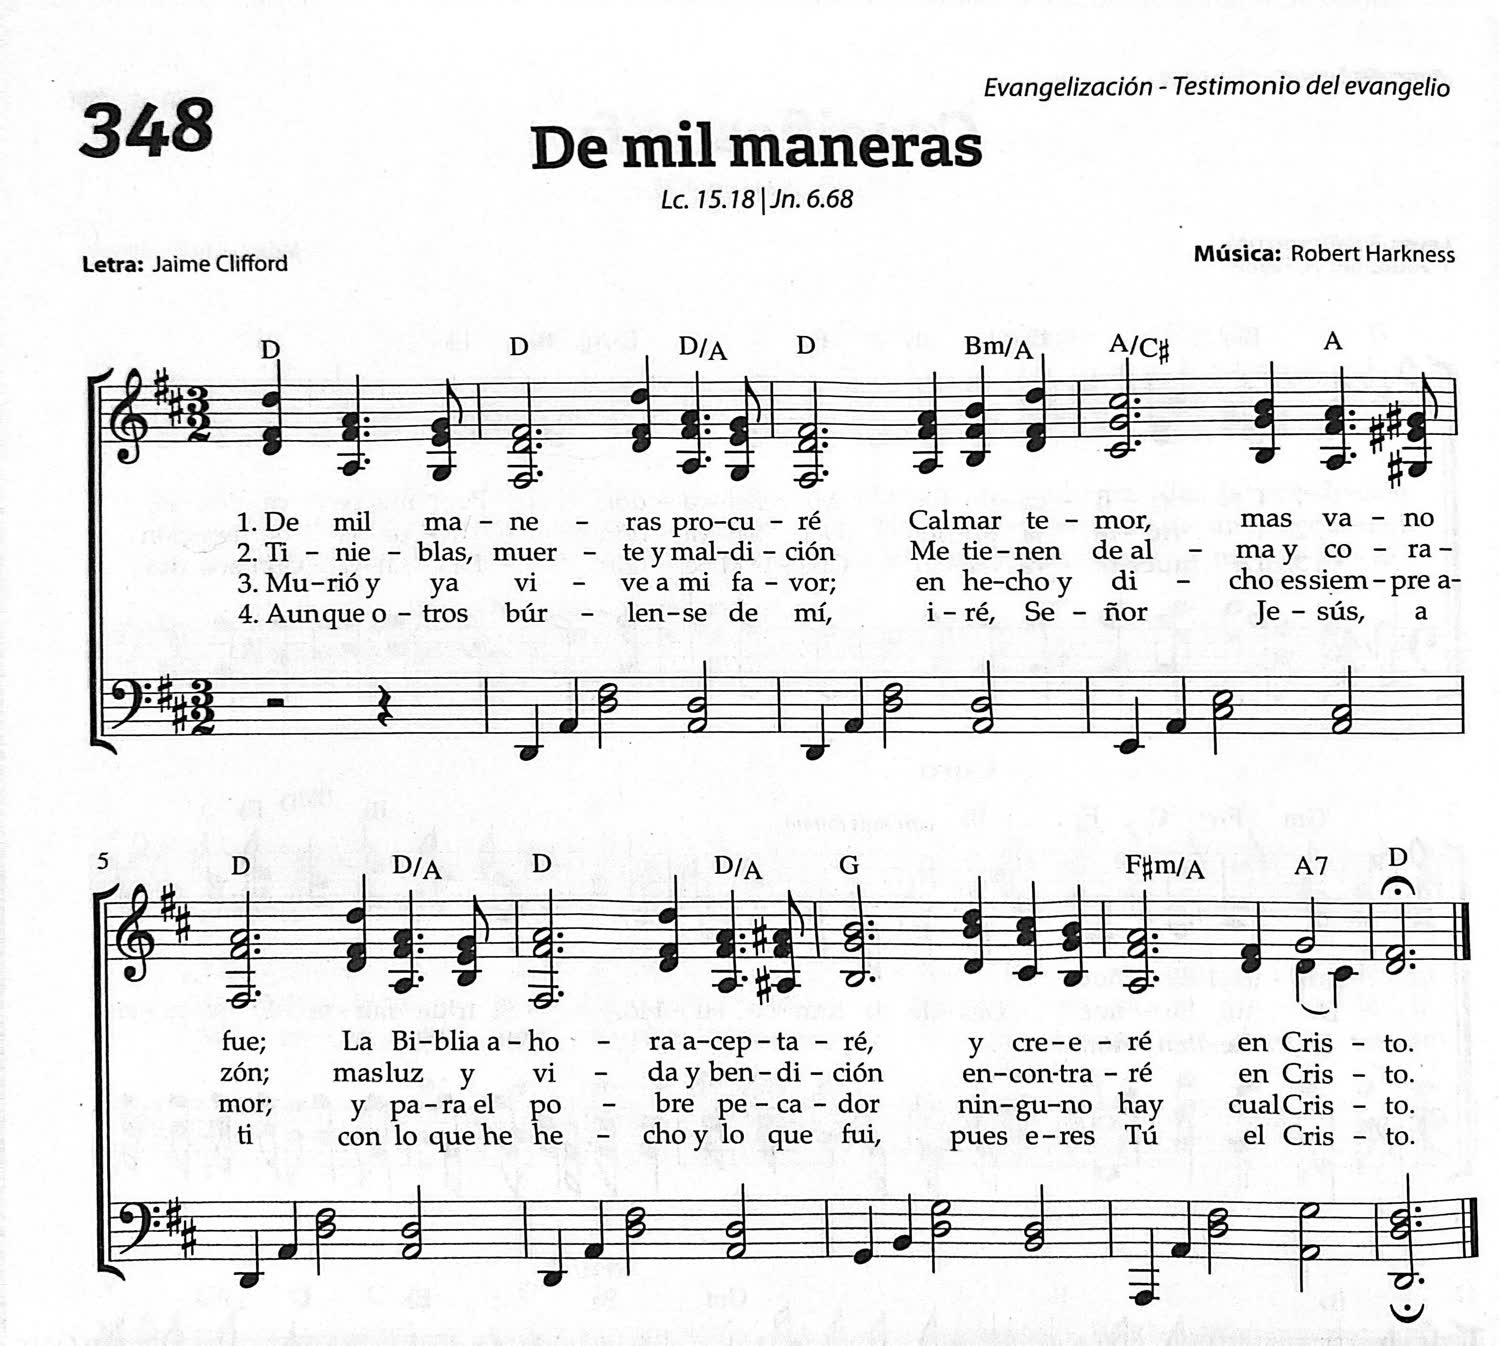 348
Evangelización - Testimonio del evangelio
De mil maneras
Lc. 15.18 | Jn. 6.68
Letra: Jaime Clifford
Música: Robert Harkness
D D D/A D Bm/A A/C♯ A
3
2
1. De mil ma – ne – ras pro–cu – ré Calmar te – mor, mas va – no
2. Ti – nie – blas, muer – te y mal–di – ción Me tie–nen de al – ma y co – ra –
3. Mu–rió y ya vi – ve a mi fa – vor; en he–cho y di – cho es siem–pre a–
4. Aunque o – tros búr – len–se de mí, i–ré, Se – ñor Je – sús, a
3
2
5
D D/A D D/A G F♯m/A A7 D
fue; La Bi–blia a–ho – ra a–cep–ta – ré, y cre–e – ré en Cris – to.
zón; mas luz y vi – da y ben–di – ción en–con–tra – ré en Cris – to.
mor; y pa–ra el po – bre pe–ca – dor nin–gu–no hay cual Cris – to.
ti con lo que he he – cho y lo que fui, pues e–res Tú el Cris – to.